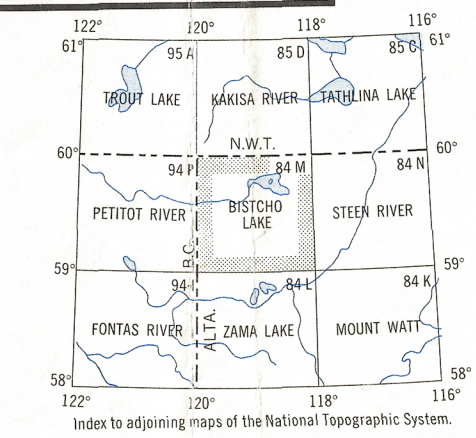 122° 120° 118° 116°
61° 95 A 85 D 85 C 61°
TROUT LAKE KAKISA RIVER TATHLINA LAKE
N.W.T.
60° 60°
94 P 84 M 84 N
PETITOT RIVER BISTCHO LAKE STEEN RIVER
B.C.
59° 59°
94 I 84 L 84 K
ALTA.
FONTAS RIVER ZAMA LAKE MOUNT WATT
58° 58°
122° 120° 118° 116°
Index to adjoining maps of the National Topographic System.